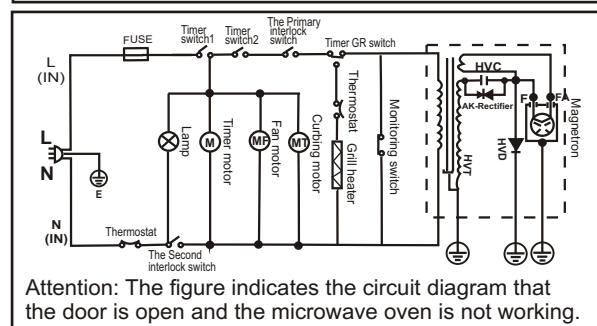 L
(IN)
FUSE
Timer
switch1
Timer
switch2
The Primary
interlock
switch
Timer GR switch
Thermostat
Grill heater
Monitoring switch
HVC
AK-Rectifier
F
FA
Magnetron
HVT
HVD
Lamp
M
Timer motor
MF
Fan motor
MT
Curbing motor
L
N
E
N
(IN)
Thermostat
The Second
interlock switch
Attention: The figure indicates the circuit diagram that
the door is open and the microwave oven is not working.